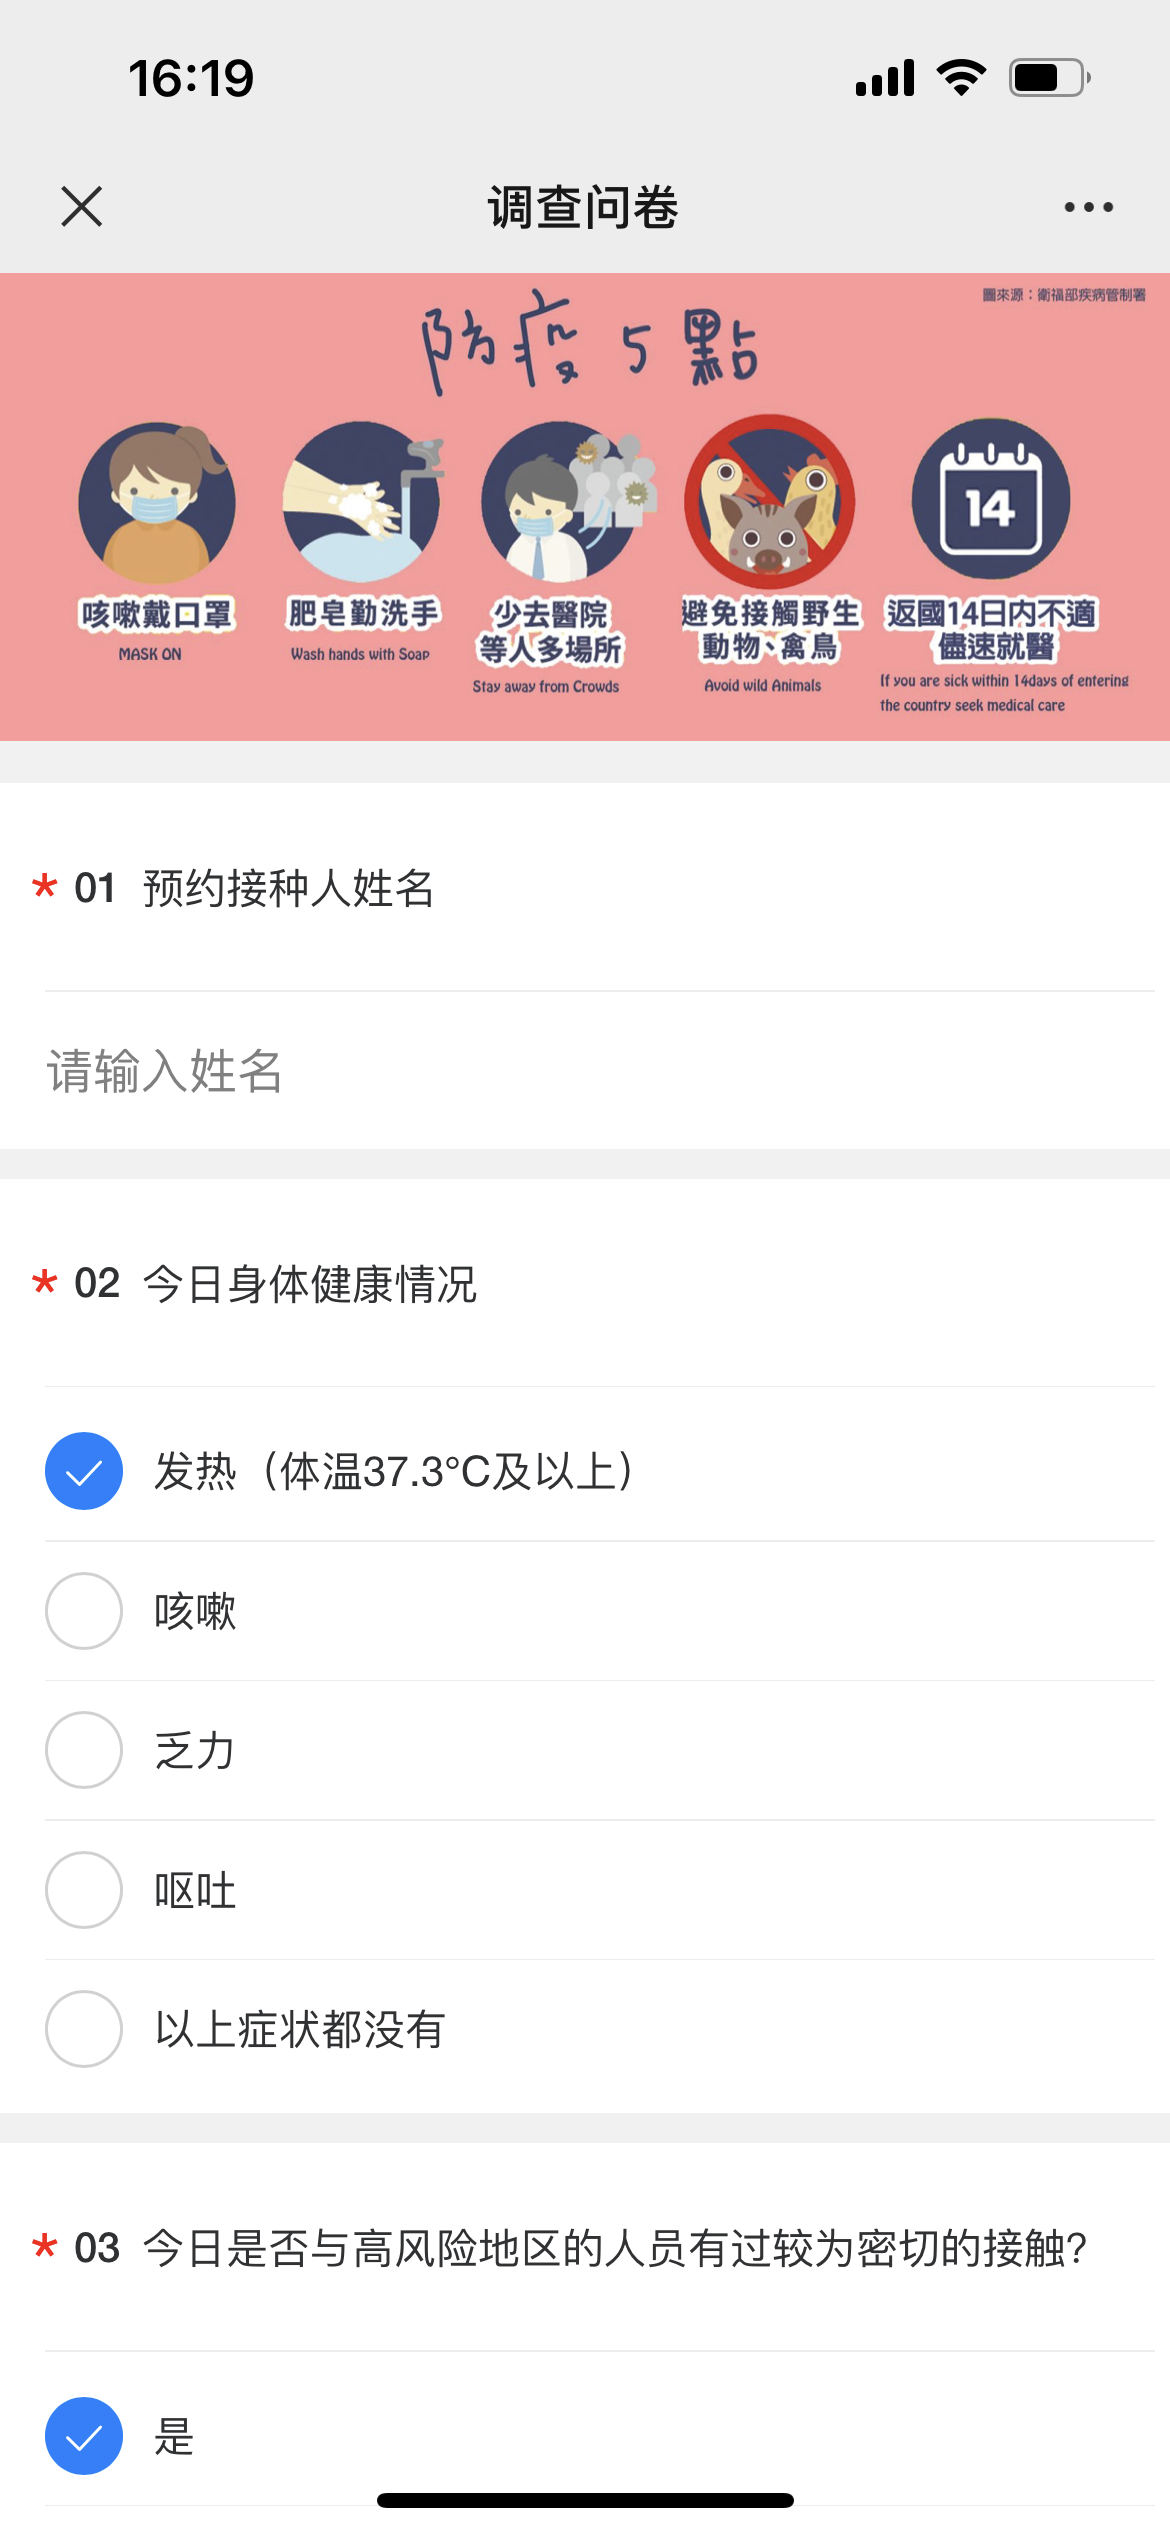 16:19
调查问卷
圖來源：衛福部疾病管制署
防疫5點
14
咳嗽戴口罩
MASK ON
肥皂勤洗手
Wash hands with Soap
少去醫院
等人多場所
Stay away from Crowds
避免接觸野生
動物、禽鳥
Avoid wild Animals
返國14日内不適
儘速就醫
If you are sick within 14days of entering
the country seek medical care
* 01 预约接种人姓名
请输入姓名
* 02 今日身体健康情况
发热（体温37.3°C及以上）
咳嗽
乏力
呕吐
以上症状都没有
* 03 今日是否与高风险地区的人员有过较为密切的接触?
是